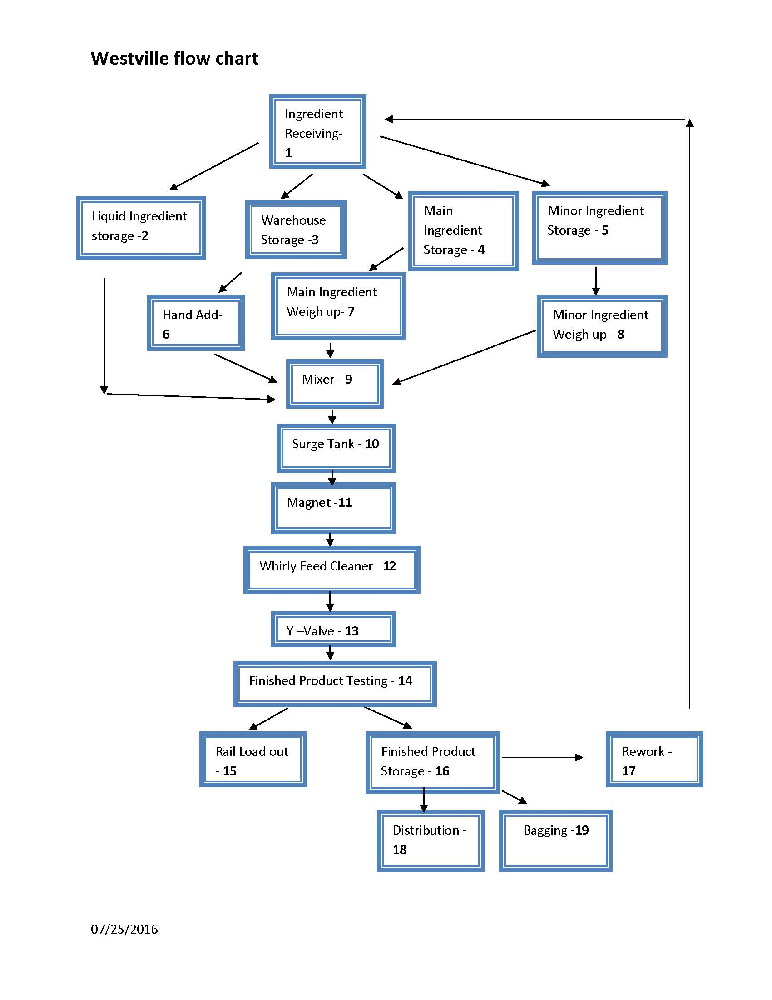 Westville flow chart
Ingredient
Receiving-
1
Liquid Ingredient
storage -2
Warehouse
Storage -3
Main
Ingredient
Storage - 4
Minor Ingredient
Storage - 5
Hand Add-
6
Main Ingredient
Weigh up- 7
Minor Ingredient
Weigh up - 8
Mixer - 9
Surge Tank - 10
Magnet -11
Whirly Feed Cleaner   12
Y –Valve - 13
Finished Product Testing - 14
Rail Load out
- 15
Finished Product
Storage - 16
Rework -
17
Distribution -
18
Bagging -19
07/25/2016